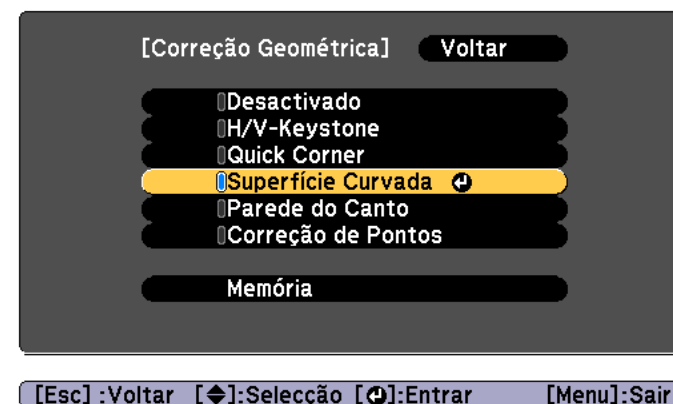 [Correção Geométrica] Voltar
Desactivado
H/V-Keystone
Quick Corner
Superfície Curvada
Parede do Canto
Correção de Pontos
Memória
[Esc] :Voltar [◆]:Selecção [⏎]:Entrar [Menu]:Sair